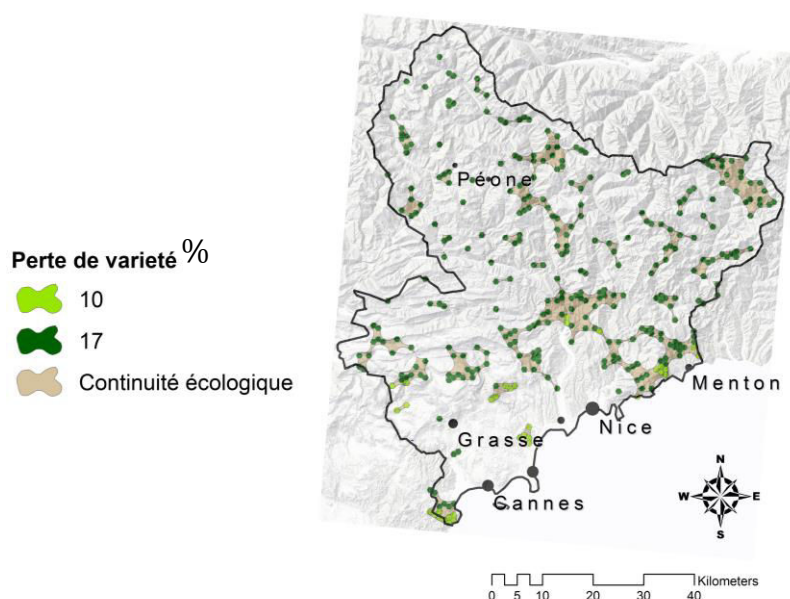 Perte de varieté %
10
17
Continuité écologique
Péone
Menton
Nice
Grasse
Cannes
N
W E
S
Kilometers
0 5 10 20 30 40